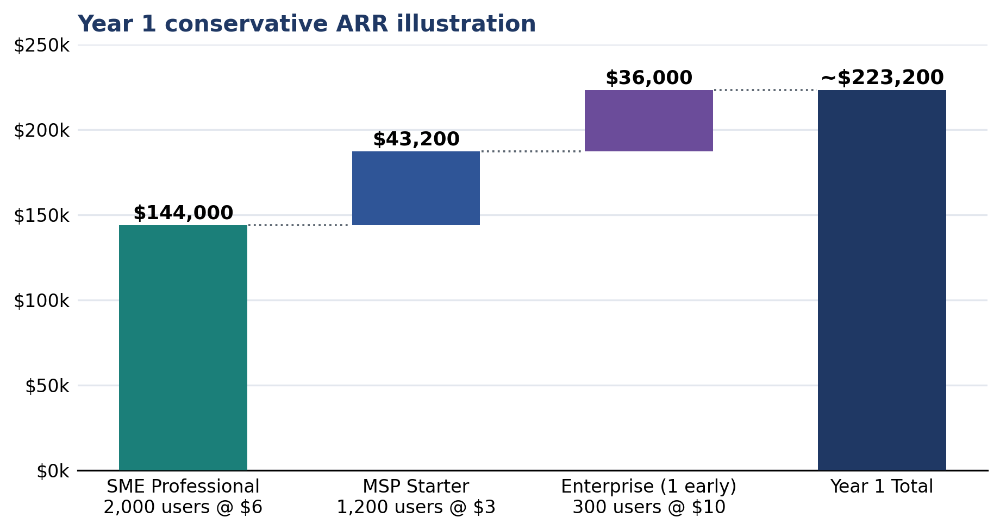 Year 1 conservative ARR illustration
$250k
$200k
$150k
$100k
$50k
$0k
$144,000
$43,200
$36,000
~$223,200
SME Professional
2,000 users @ $6
MSP Starter
1,200 users @ $3
Enterprise (1 early)
300 users @ $10
Year 1 Total